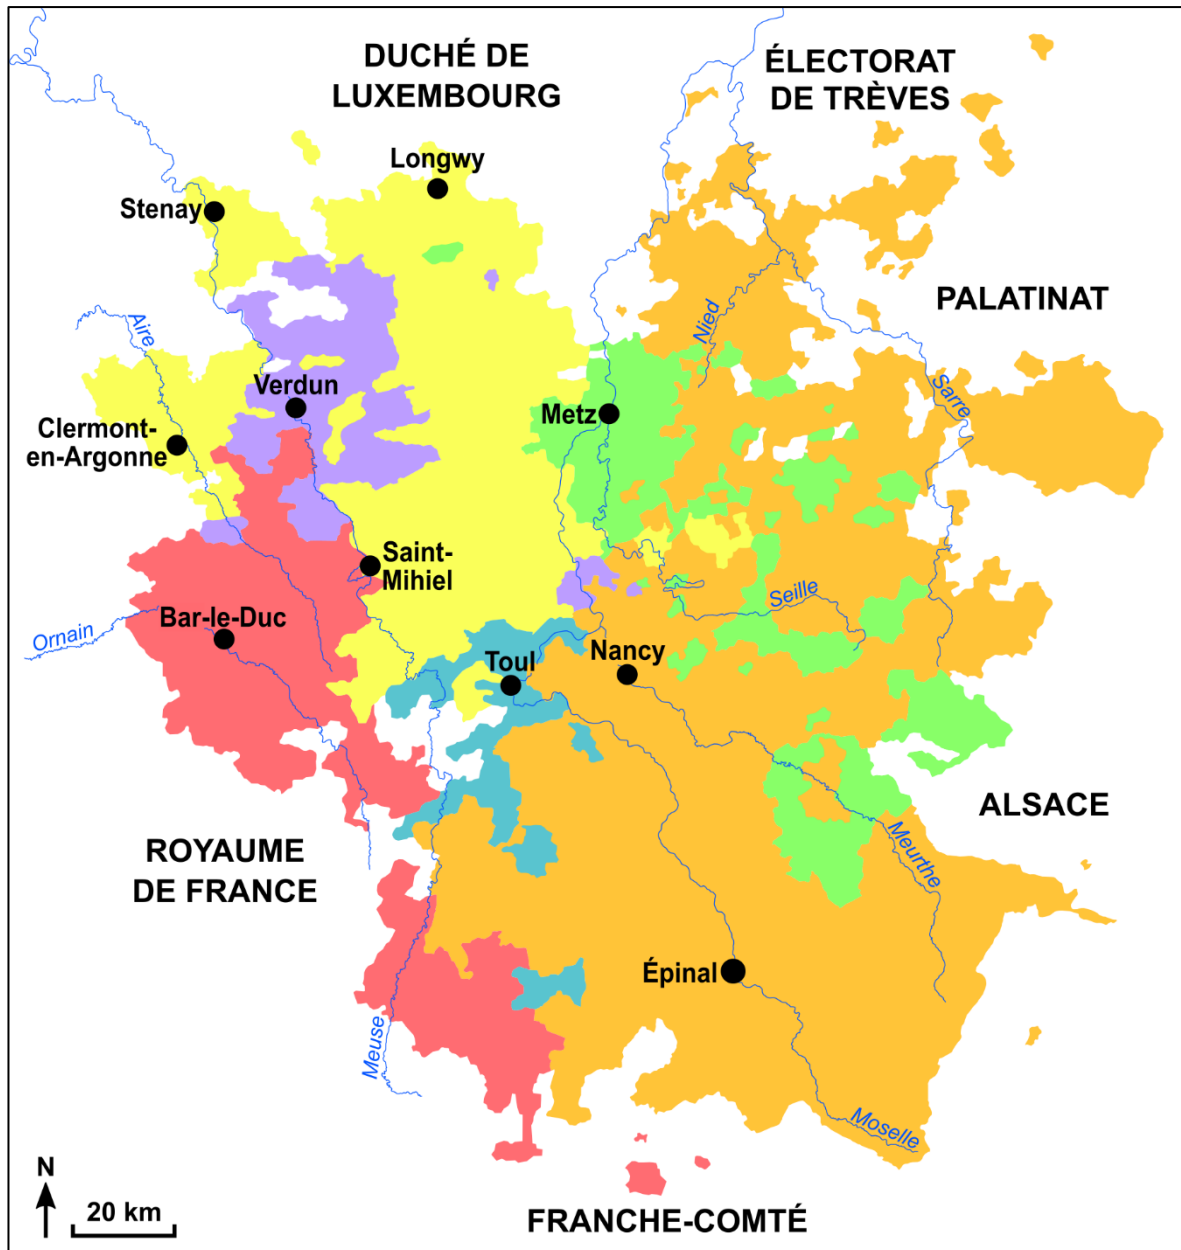 DUCHÉ DE
LUXEMBOURG
ÉLECTORAT
DE TRÈVES
Longwy
Stenay
PALATINAT
Aire
Nied
Verdun
Sarre
Metz
Clermont-
en-Argonne
Saint-
Mihiel
Bar-le-Duc
Ornain
Seille
Toul
Nancy
ALSACE
ROYAUME
DE FRANCE
Meurthe
Épinal
Meuse
Moselle
N
20 km
FRANCHE-COMTÉ